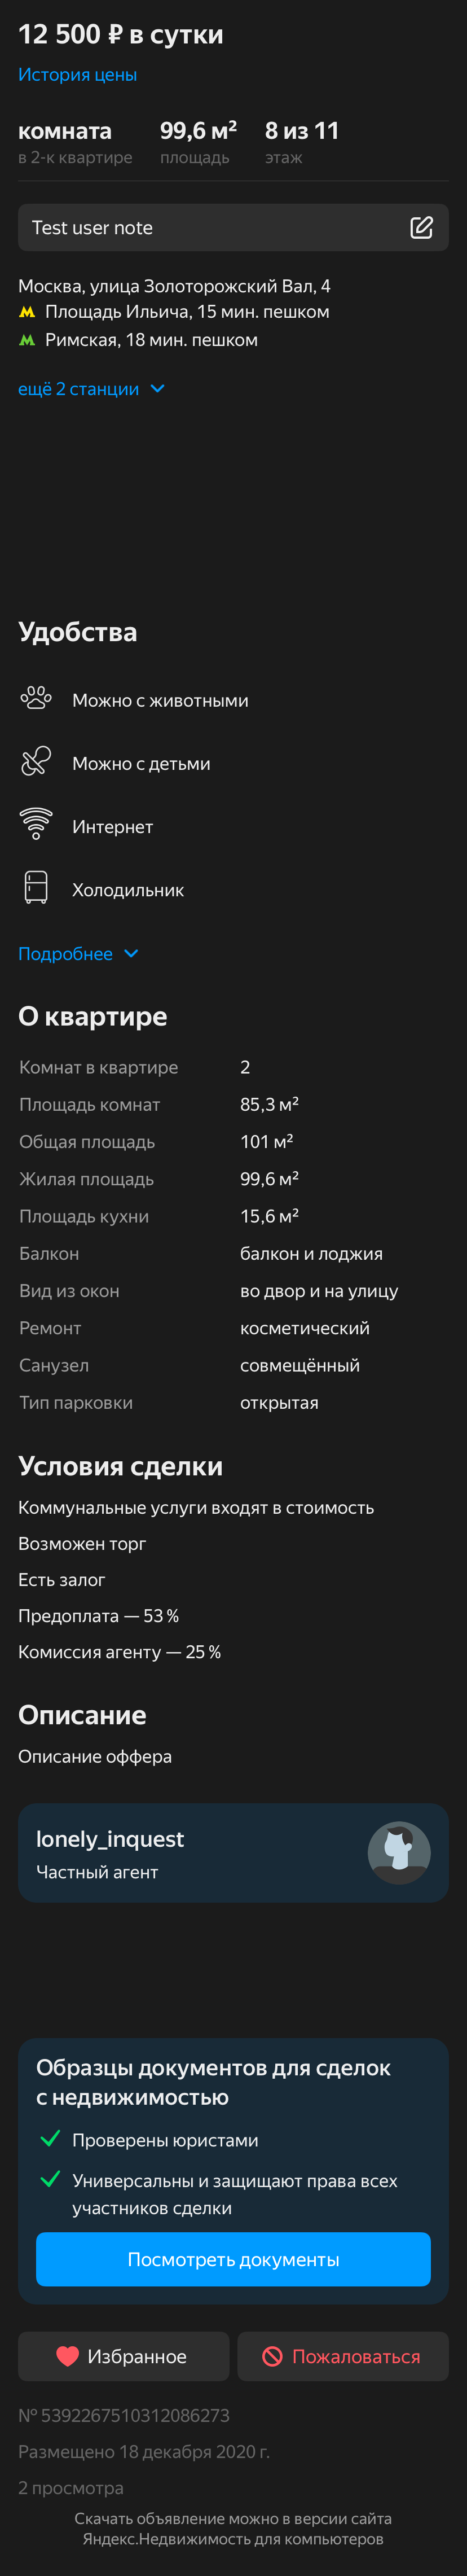 12 500 ₽ в сутки
История цены
комната 99,6 м² 8 из 11
в 2-к квартире площадь этаж
Test user note
Москва, улица Золоторожский Вал, 4
Площадь Ильича, 15 мин. пешком
Римская, 18 мин. пешком
ещё 2 станции
Удобства
Можно с животными
Можно с детьми
Интернет
Холодильник
Подробнее
О квартире
Комнат в квартире 2
Площадь комнат 85,3 м²
Общая площадь 101 м²
Жилая площадь 99,6 м²
Площадь кухни 15,6 м²
Балкон балкон и лоджия
Вид из окон во двор и на улицу
Ремонт косметический
Санузел совмещённый
Тип парковки открытая
Условия сделки
Коммунальные услуги входят в стоимость
Возможен торг
Есть залог
Предоплата — 53 %
Комиссия агенту — 25 %
Описание
Описание оффера
lonely_inquest
Частный агент
Образцы документов для сделок
с недвижимостью
Проверены юристами
Универсальны и защищают права всех
участников сделки
Посмотреть документы
Избранное Пожаловаться
№ 5392267510312086273
Размещено 18 декабря 2020 г.
2 просмотра
Скачать объявление можно в версии сайта
Яндекс.Недвижимость для компьютеров